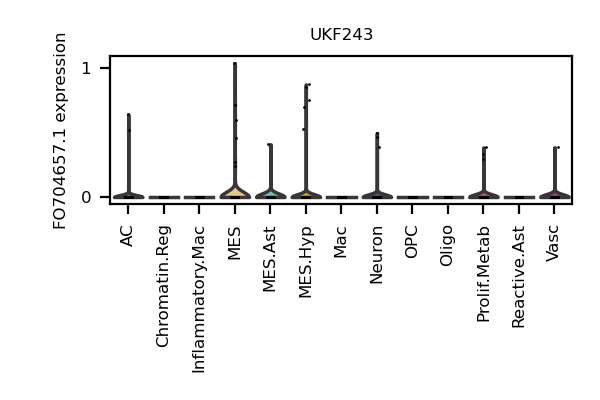 UKF243
FO704657.1 expression
1
0
AC
Chromatin.Reg
Inflammatory.Mac
MES
MES.Ast
MES.Hyp
Mac
Neuron
OPC
Oligo
Prolif.Metab
Reactive.Ast
Vasc